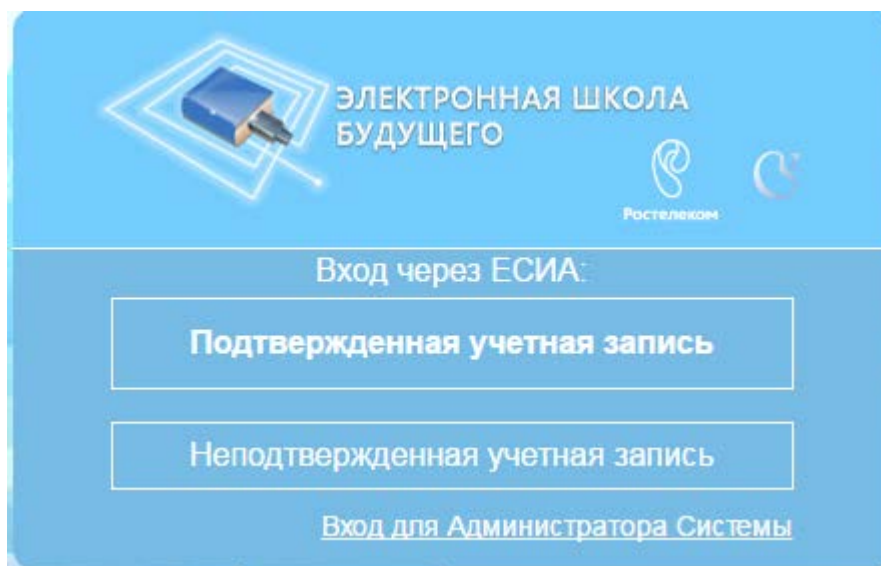 ЭЛЕКТРОННАЯ ШКОЛА
БУДУЩЕГО
Ростелеком
Вход через ЕСИА:
Подтвержденная учетная запись
Неподтвержденная учетная запись
Вход для Администратора Системы